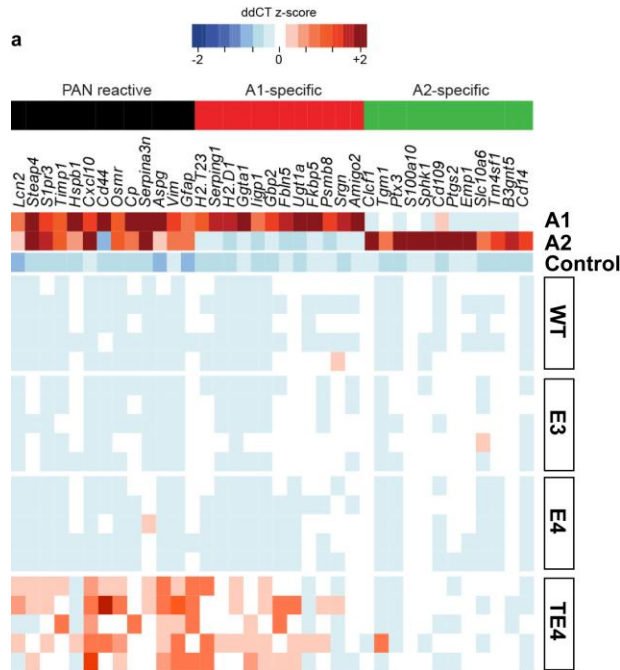 ddCT z-score
a
-2 0 +2
PAN reactive A1-specific A2-specific
Lcn2 Steap4 S1pr3 Timp1 Hspb1 Cxcl10 Cd44 Osmr Cp Serpina3n Aspg Vim Gfap H2.T23 Serping1 H2.D1 Ggta1 Iigp1 Gbp2 Fbln5 Ugt1a Fkbp5 Psmb8 Srgn Amigo2 Clcf1 Tgm1 Ptx3 S100a10 Sphk1 Cd109 Ptgs2 Emp1 Slc10a6 Tm4sf1 B3gnt5 Cd14
A1
A2
Control
WT
E3
E4
TE4